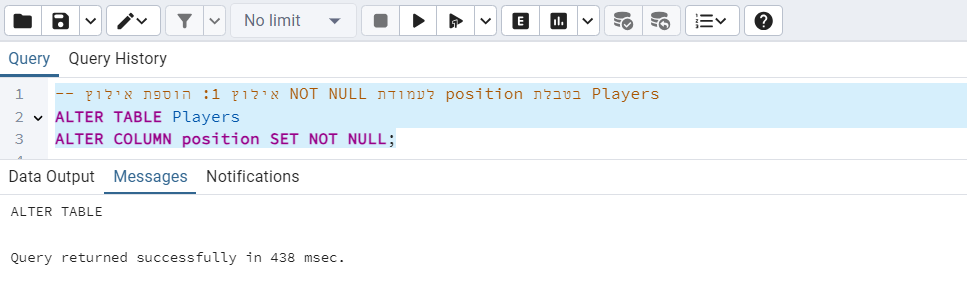 No limit
E
Query
Query History
1 -- אילוץ 1: הוספת אילוץ NOT NULL לעמודת position בטבלת Players
2 ALTER TABLE Players
3 ALTER COLUMN position SET NOT NULL;
Data Output
Messages
Notifications
ALTER TABLE
Query returned successfully in 438 msec.